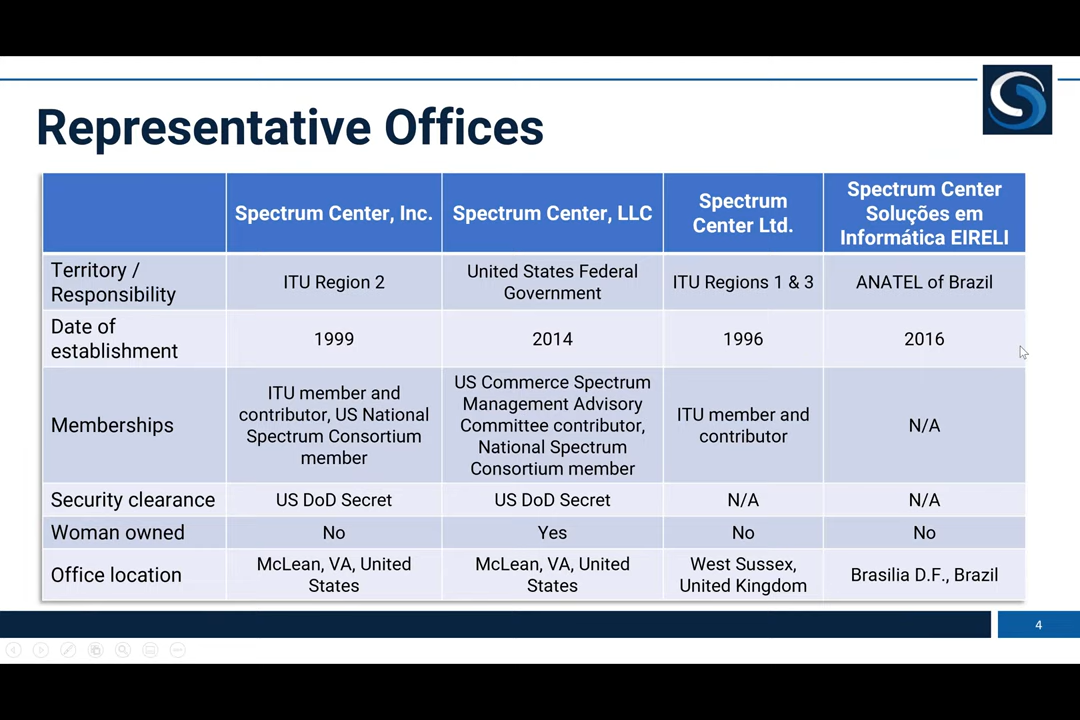 Representative Offices
Spectrum Center, Inc.
Spectrum Center, LLC
Spectrum
Center Ltd.
Spectrum Center
Soluções em
Informática EIRELI
Territory /
Responsibility
ITU Region 2
United States Federal
Government
ITU Regions 1 & 3
ANATEL of Brazil
Date of
establishment
1999
2014
1996
2016
Memberships
ITU member and
contributor, US National
Spectrum Consortium
member
US Commerce Spectrum
Management Advisory
Committee contributor,
National Spectrum
Consortium member
ITU member and
contributor
N/A
Security clearance
US DoD Secret
US DoD Secret
N/A
N/A
Woman owned
No
Yes
No
No
Office location
McLean, VA, United
States
McLean, VA, United
States
West Sussex,
United Kingdom
Brasilia D.F., Brazil
4